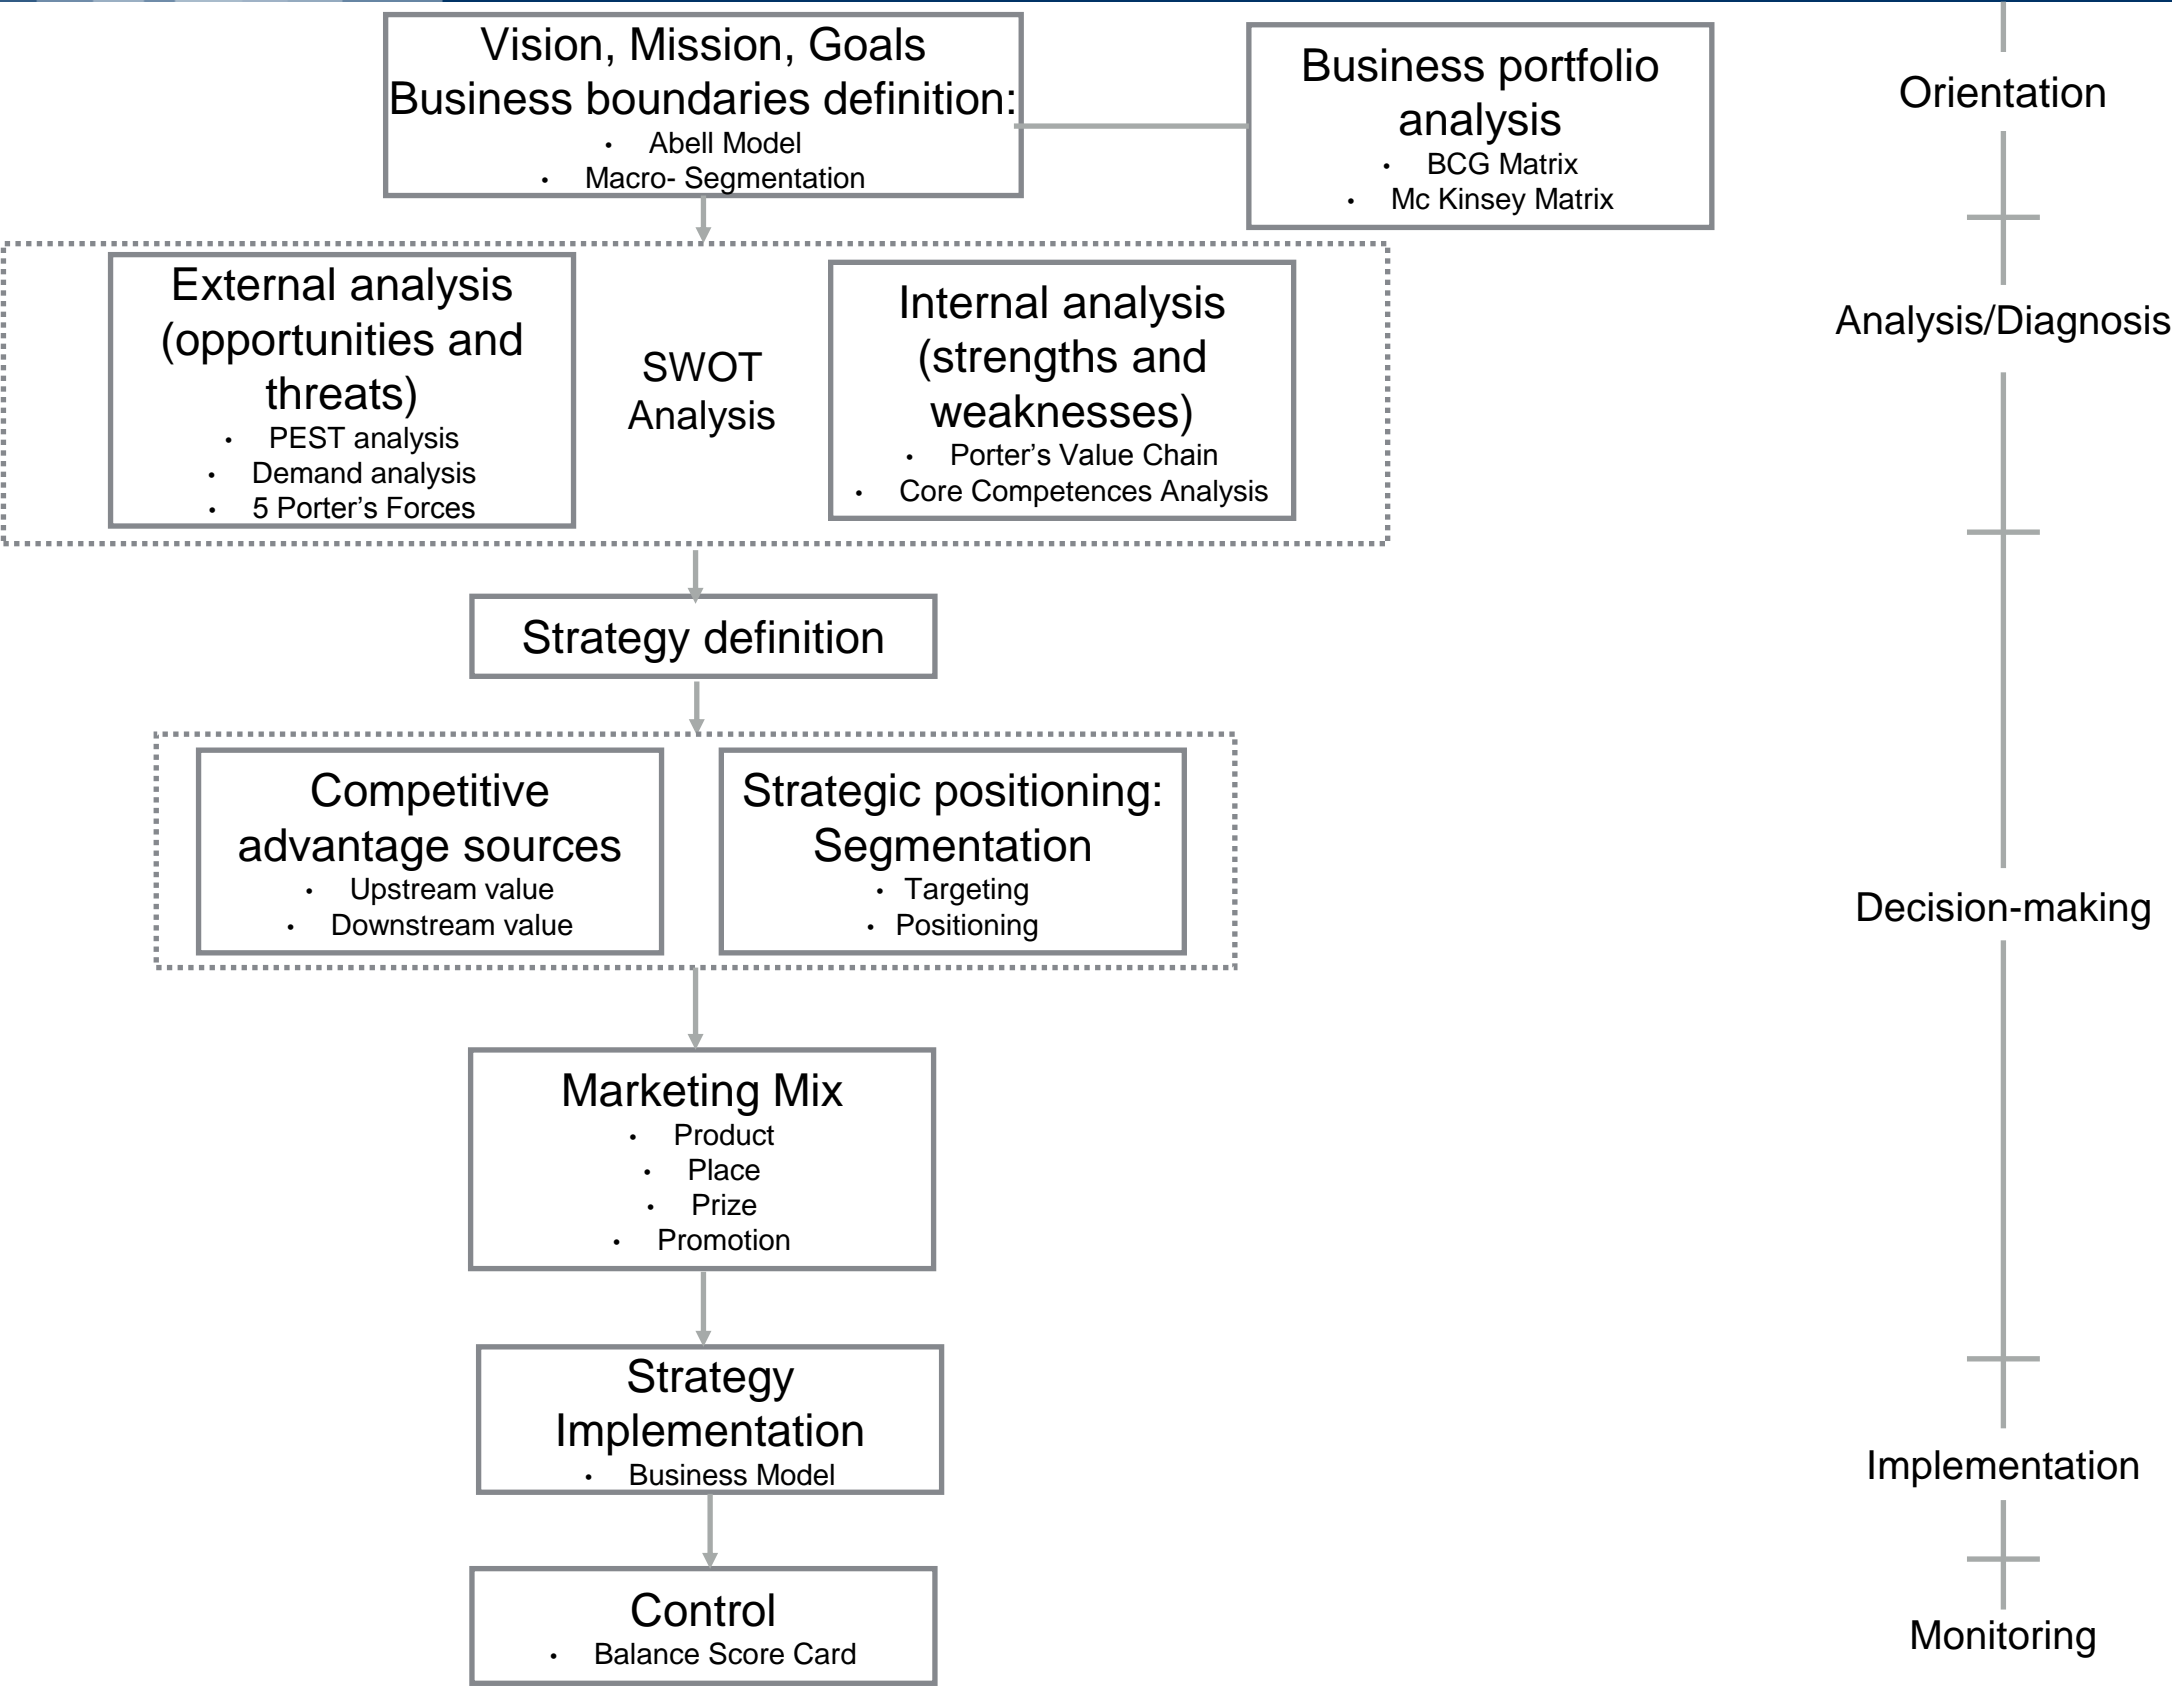 Vision, Mission, Goals
Business boundaries definition:
• Abell Model
• Macro- Segmentation
Business portfolio
analysis
• BCG Matrix
• Mc Kinsey Matrix
Orientation
External analysis
(opportunities and
threats)
• PEST analysis
• Demand analysis
• 5 Porter’s Forces
SWOT
Analysis
Internal analysis
(strengths and
weaknesses)
• Porter’s Value Chain
• Core Competences Analysis
Analysis/Diagnosis
Strategy definition
Competitive
advantage sources
• Upstream value
• Downstream value
Strategic positioning:
Segmentation
• Targeting
• Positioning
Decision-making
Marketing Mix
• Product
• Place
• Prize
• Promotion
Strategy
Implementation
• Business Model
Implementation
Control
• Balance Score Card
Monitoring